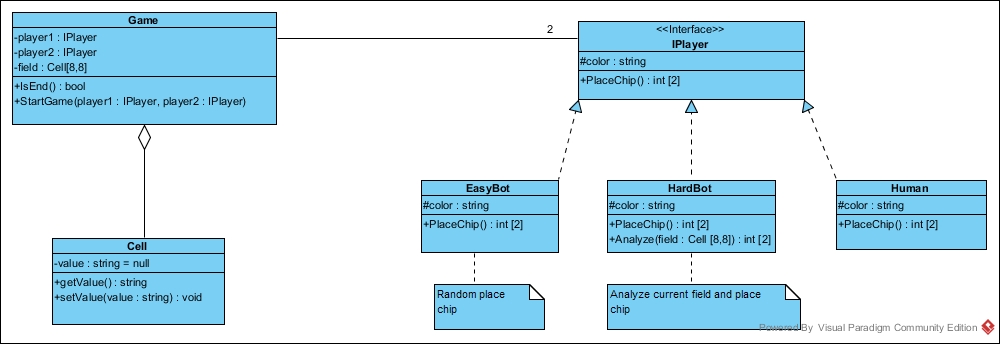 Game
-player1 : IPlayer
-player2 : IPlayer
-field : Cell[8,8]
+IsEnd() : bool
+StartGame(player1 : IPlayer, player2 : IPlayer)
2
<<Interface>>
IPlayer
#color : string
+PlaceChip() : int [2]
EasyBot
#color : string
+PlaceChip() : int [2]
HardBot
#color : string
+PlaceChip() : int [2]
+Analyze(field : Cell [8,8]) : int [2]
Human
#color : string
+PlaceChip() : int [2]
Cell
-value : string = null
+getValue() : string
+setValue(value : string) : void
Random place
chip
Analyze current field and place
chip
Powered By Visual Paradigm Community Edition